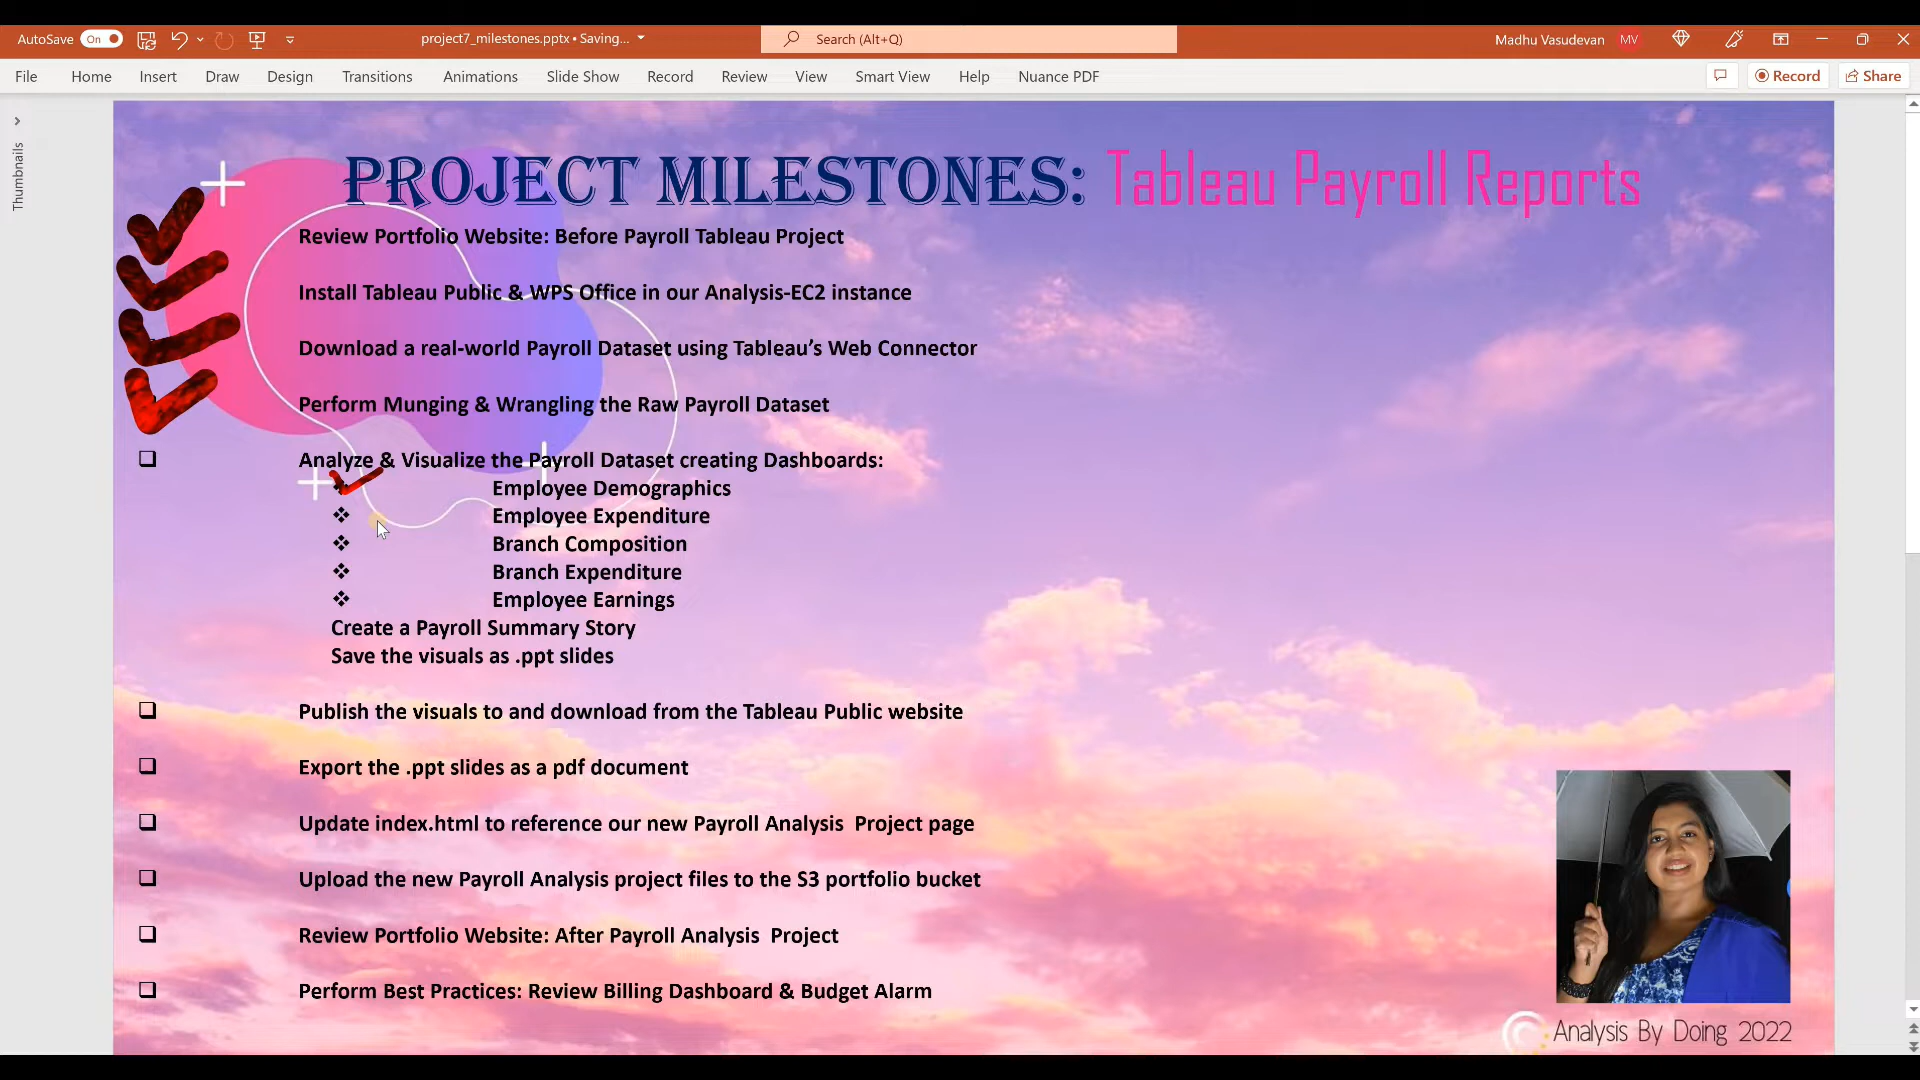 AutoSave On project7_milestones.pptx • Saving... Search (Alt+Q) Madhu Vasudevan MV
File Home Insert Draw Design Transitions Animations Slide Show Record Review View Smart View Help Nuance PDF Record Share
Thumbnails
PROJECT MILESTONES: Tableau Payroll Reports
Review Portfolio Website: Before Payroll Tableau Project
Install Tableau Public & WPS Office in our Analysis-EC2 instance
Download a real-world Payroll Dataset using Tableau’s Web Connector
Perform Munging & Wrangling the Raw Payroll Dataset
Analyze & Visualize the Payroll Dataset creating Dashboards:
Employee Demographics
Employee Expenditure
Branch Composition
Branch Expenditure
Employee Earnings
Create a Payroll Summary Story
Save the visuals as .ppt slides
Publish the visuals to and download from the Tableau Public website
Export the .ppt slides as a pdf document
Update index.html to reference our new Payroll Analysis Project page
Upload the new Payroll Analysis project files to the S3 portfolio bucket
Review Portfolio Website: After Payroll Analysis Project
Perform Best Practices: Review Billing Dashboard & Budget Alarm
Analysis By Doing 2022